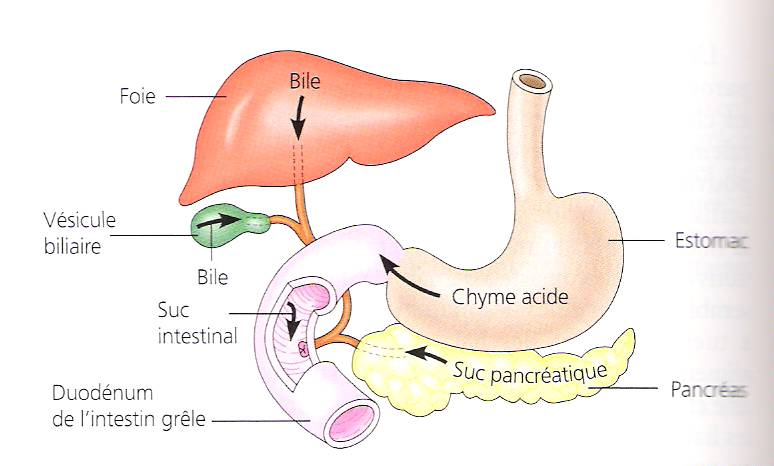 Bile
Foie
Vésicule
biliaire
Estomac
Bile
Chyme acide
Suc
intestinal
Suc pancréatique
Duodénum
de l'intestin grêle
Pancréas